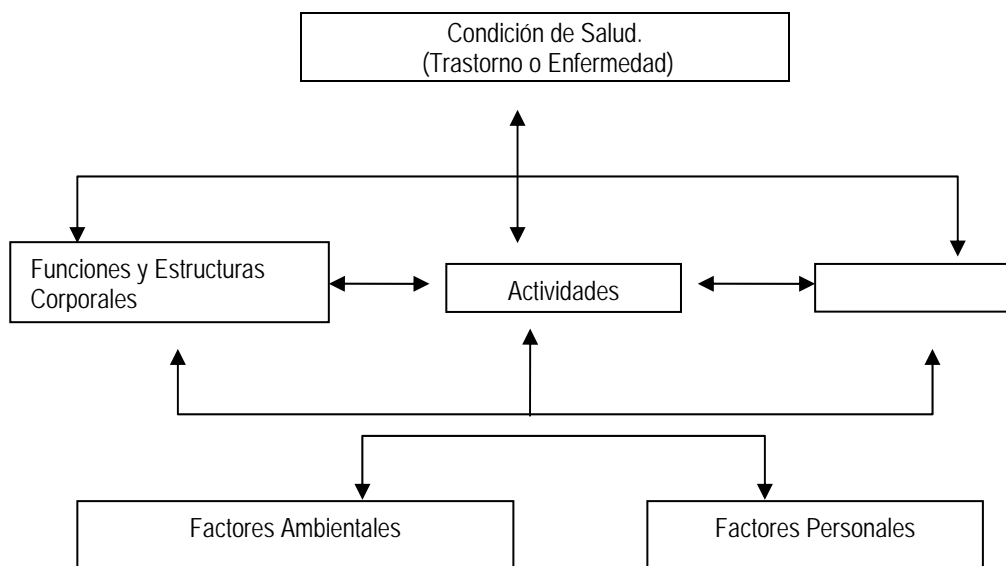 Condición de Salud.
(Trastorno o Enfermedad)
Funciones y Estructuras
Corporales
Actividades
Factores Ambientales
Factores Personales